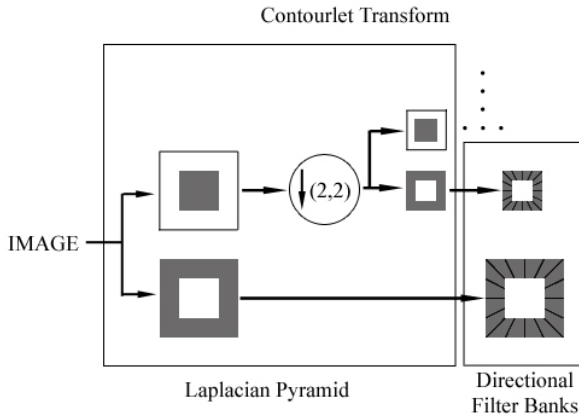 Contourlet Transform
(2,2)
IMAGE
Laplacian Pyramid
Directional
Filter Banks